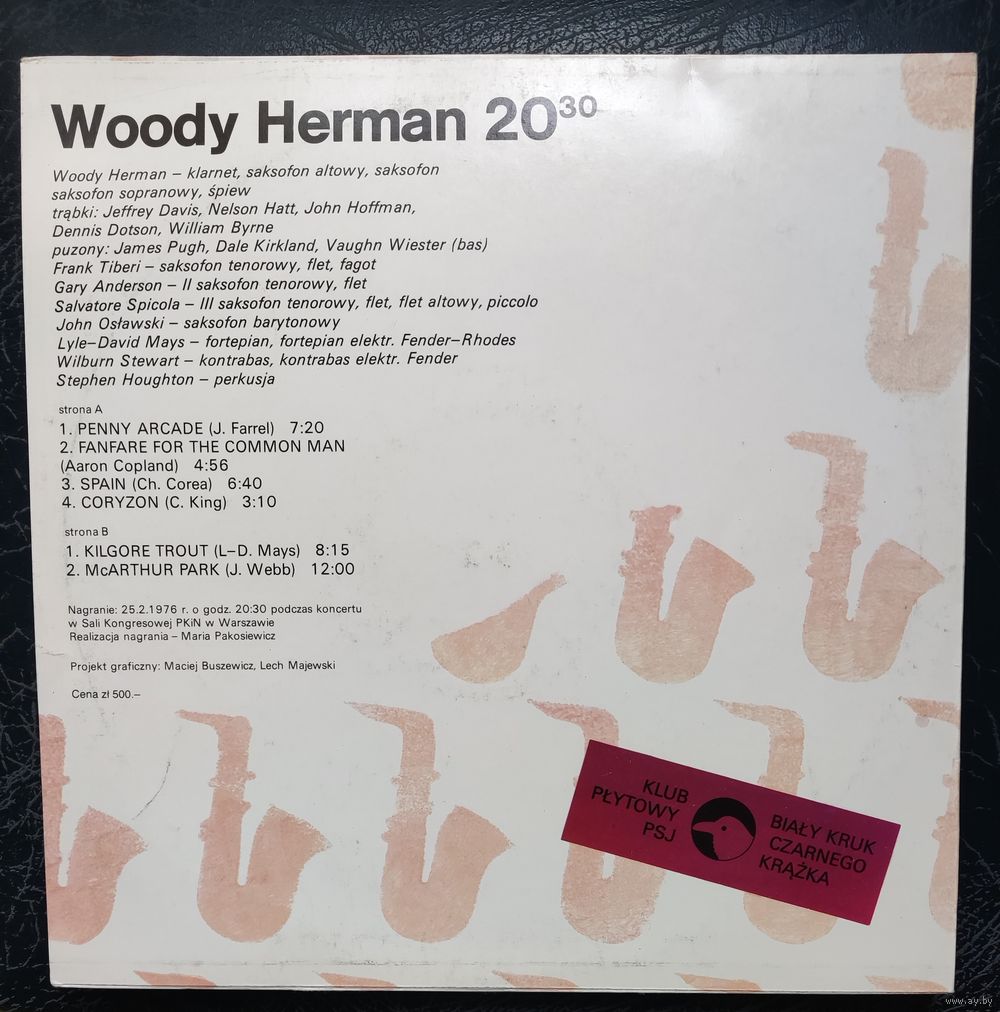 Woody Herman 20³⁰
Woody Herman – klarnet, saksofon altowy, saksofon
saksofon sopranowy, śpiew
trąbki: Jeffrey Davis, Nelson Hatt, John Hoffman,
Dennis Dotson, William Byrne
puzony: James Pugh, Dale Kirkland, Vaughn Wiester (bas)
Frank Tiberi – saksofon tenorowy, flet, fagot
Gary Anderson – II saksofon tenorowy, flet
Salvatore Spicola – III saksofon tenorowy, flet, flet altowy, piccolo
John Osławski – saksofon barytonowy
Lyle–David Mays – fortepian, fortepian elektr. Fender–Rhodes
Wilburn Stewart – kontrabas, kontrabas elektr. Fender
Stephen Houghton – perkusja
strona A
1. PENNY ARCADE (J. Farrel) 7:20
2. FANFARE FOR THE COMMON MAN
(Aaron Copland) 4:56
3. SPAIN (Ch. Corea) 6:40
4. CORYZON (C. King) 3:10
strona B
1. KILGORE TROUT (L–D. Mays) 8:15
2. McARTHUR PARK (J. Webb) 12:00
Nagranie: 25.2.1976 r. o godz. 20:30 podczas koncertu
w Sali Kongresowej PKiN w Warszawie
Realizacja nagrania – Maria Pakosiewicz
Projekt graficzny: Maciej Buszewicz, Lech Majewski
Cena zł 500.–
KLUB
PŁYTOWY
PSJ
BIAŁY KRUK
CZARNEGO
KRĄŻKA
www.ay.by